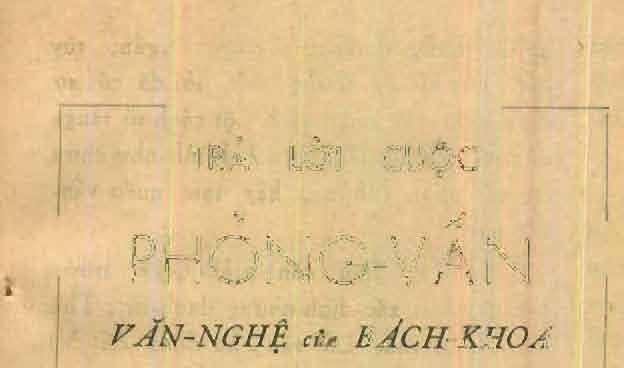 TRẢ LỜI CUỘC
PHỎNG-VẤN
VĂN-NGHỆ của BÁCH-KHOA